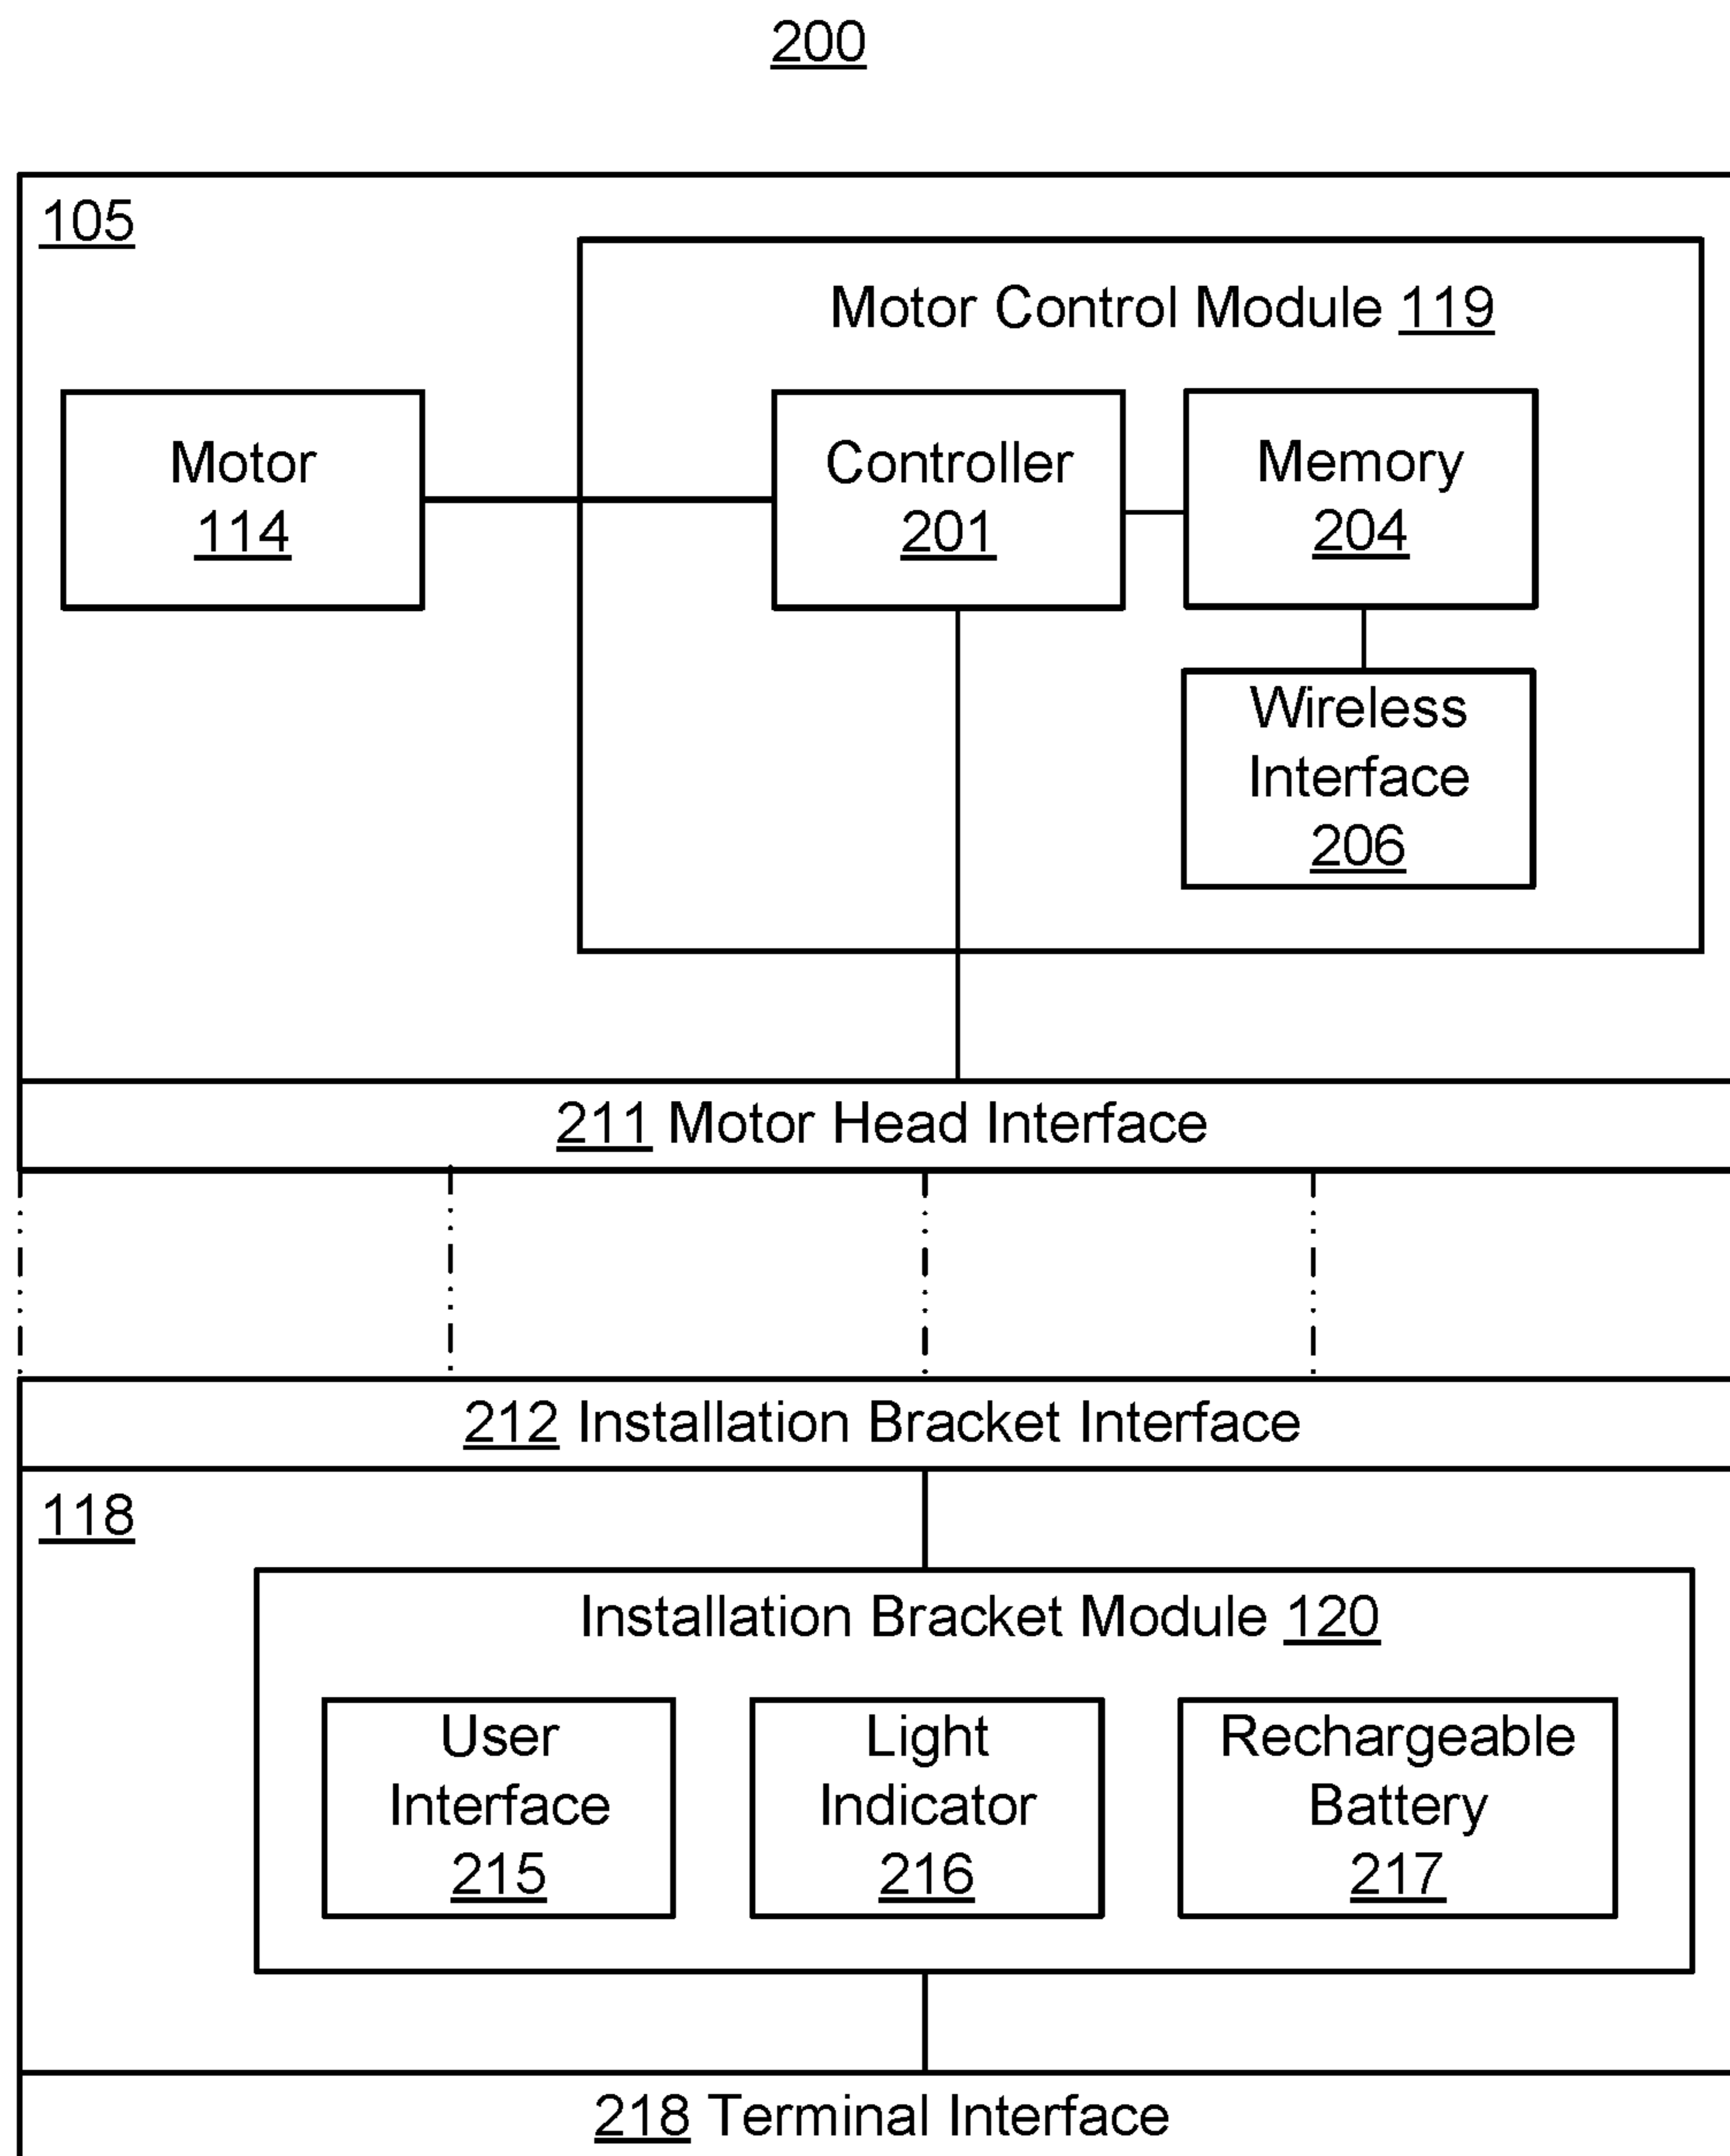 200
105
Motor Control Module 119
Motor
114
Controller
201
Memory
204
Wireless
Interface
206
211 Motor Head Interface
212 Installation Bracket Interface
118
Installation Bracket Module 120
User
Interface
215
Light
Indicator
216
Rechargeable
Battery
217
218 Terminal Interface